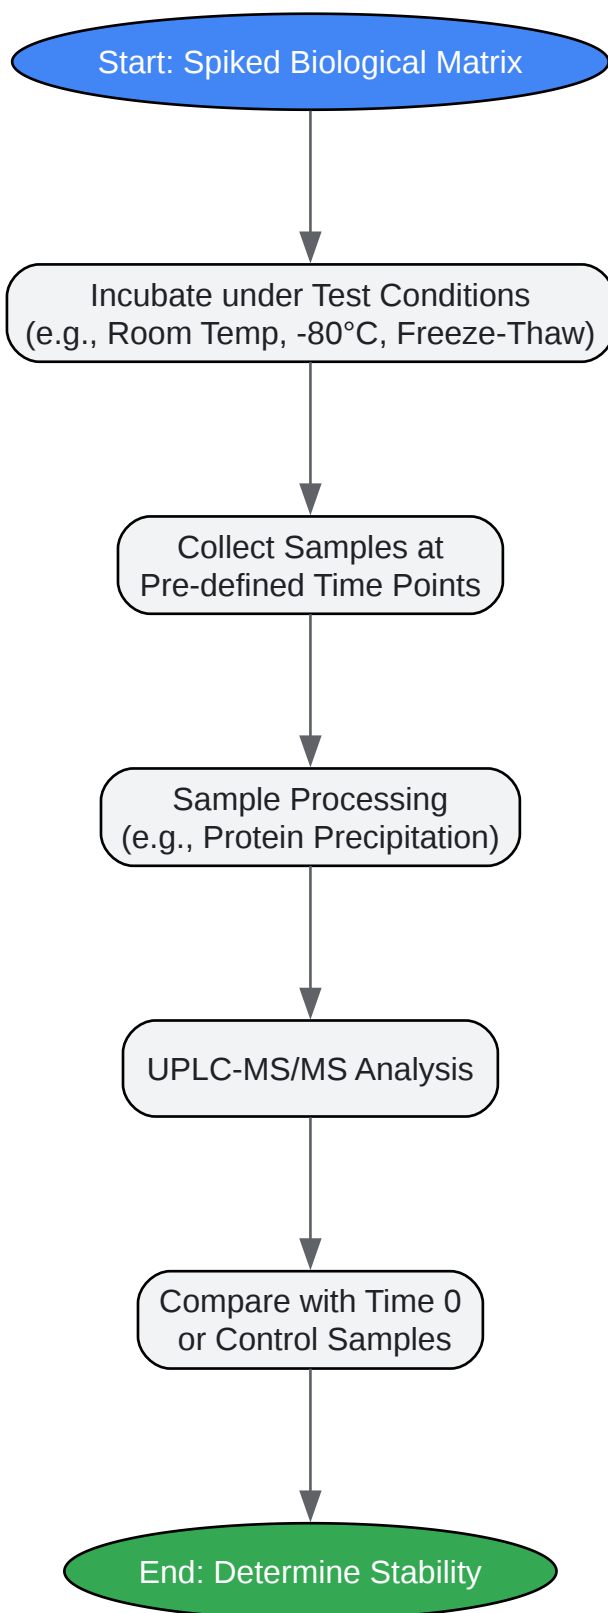 Start: Spiked Biological Matrix
Incubate under Test Conditions
(e.g., Room Temp, -80°C, Freeze-Thaw)
Collect Samples at
Pre-defined Time Points
Sample Processing
(e.g., Protein Precipitation)
UPLC-MS/MS Analysis
Compare with Time 0
or Control Samples
End: Determine Stability